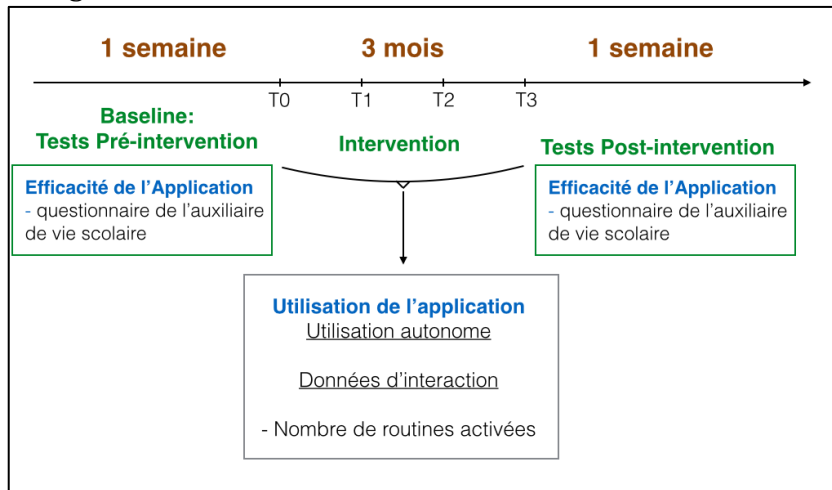 1 semaine
3 mois
1 semaine
T0
T1
T2
T3
Baseline:
Tests Pré-intervention
Intervention
Tests Post-intervention
Efficacité de l'Application
- questionnaire de l'auxiliaire
de vie scolaire
Efficacité de l'Application
- questionnaire de l'auxiliaire
de vie scolaire
Utilisation de l'application
Utilisation autonome
Données d'interaction
- Nombre de routines activées